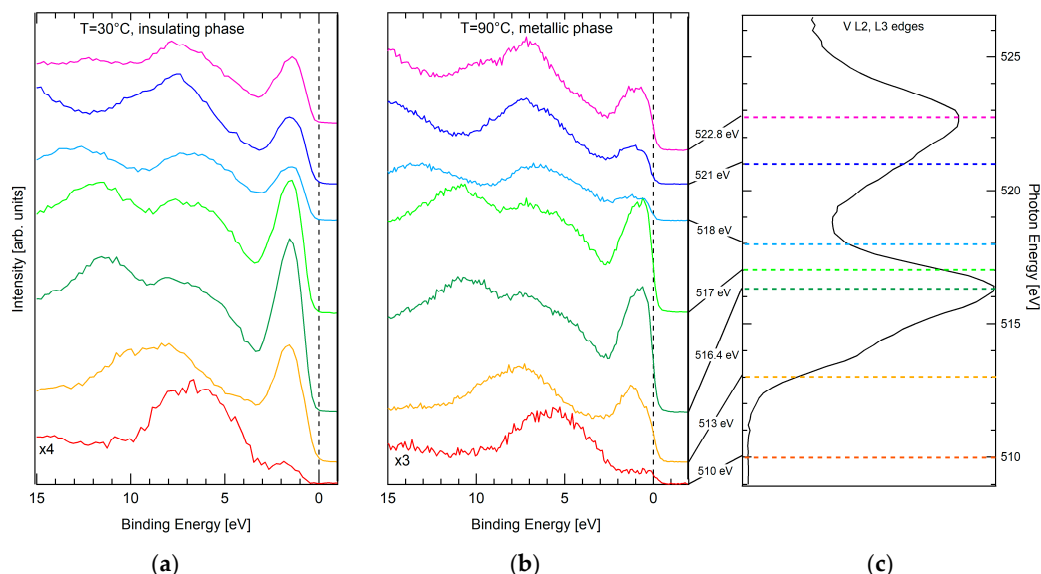 T=30°C, insulating phase
Intensity [arb. units]
x4
15 10 5 0
Binding Energy [eV]
(a)
T=90°C, metallic phase
x3
15 10 5 0
Binding Energy [eV]
(b)
522.8 eV
521 eV
518 eV
517 eV
516.4 eV
513 eV
510 eV
V L2, L3 edges
525
520
515
510
Photon Energy [eV]
(c)